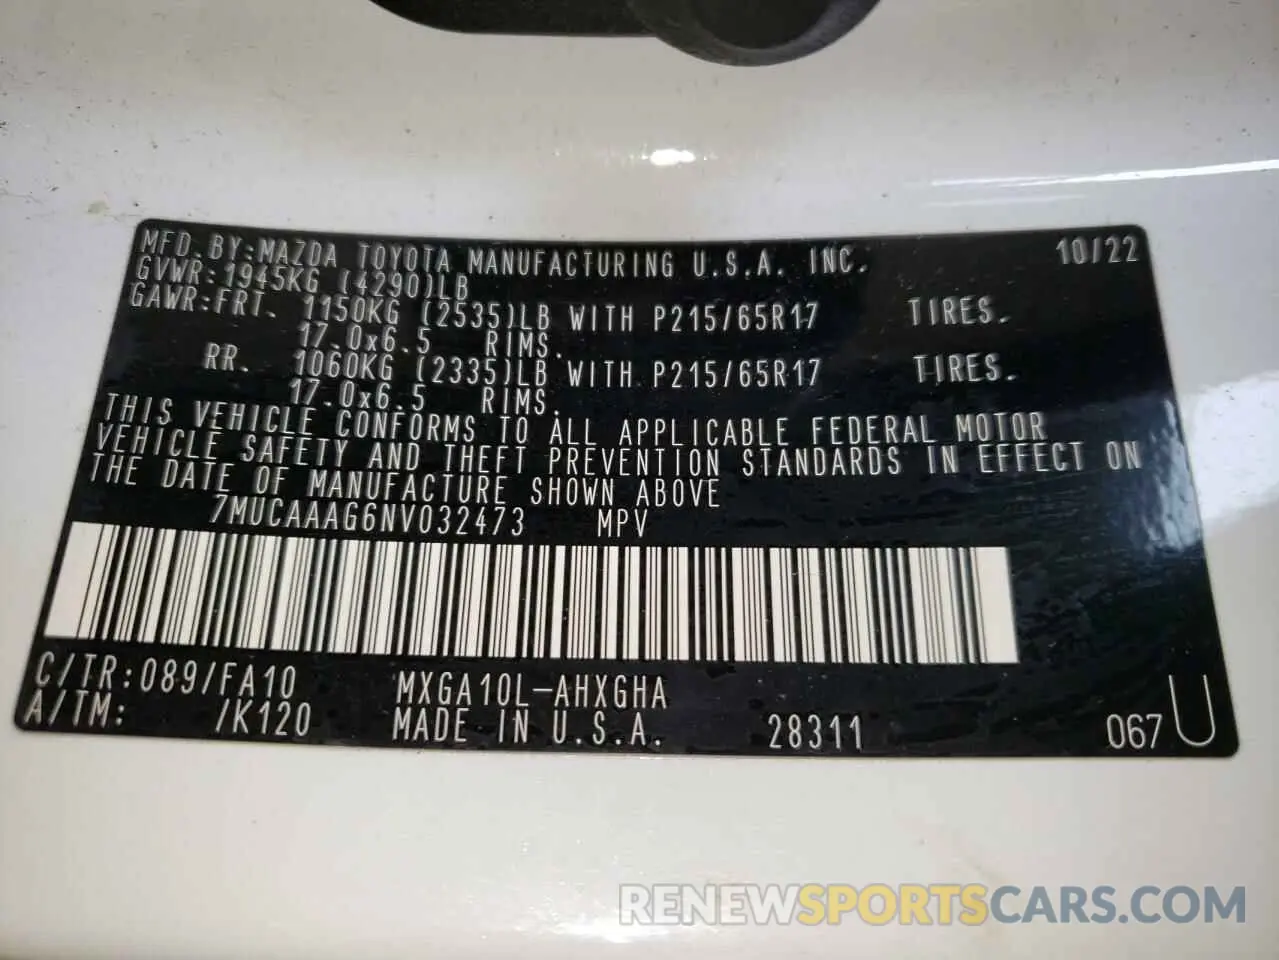 MFD.BY:MAZDA TOYOTA MANUFACTURING U.S.A. INC. 10/22
GVWR:1945KG (4290)LB
GAWR:FRT. 1150KG (2535)LB WITH P215/65R17 TIRES.
17.0x6.5 RIMS.
RR. 1060KG (2335)LB WITH P215/65R17 TIRES.
17.0x6.5 RIMS.
THIS VEHICLE CONFORMS TO ALL APPLICABLE FEDERAL MOTOR
VEHICLE SAFETY AND THEFT PREVENTION STANDARDS IN EFFECT ON
THE DATE OF MANUFACTURE SHOWN ABOVE
7MUCAAAG6NV032473 MPV
C/TR:089/FA10 MXGA10L-AHXGHA
A/TM: /K120 MADE IN U.S.A. 28311 067 U
RENEWSPORTSCARS.COM